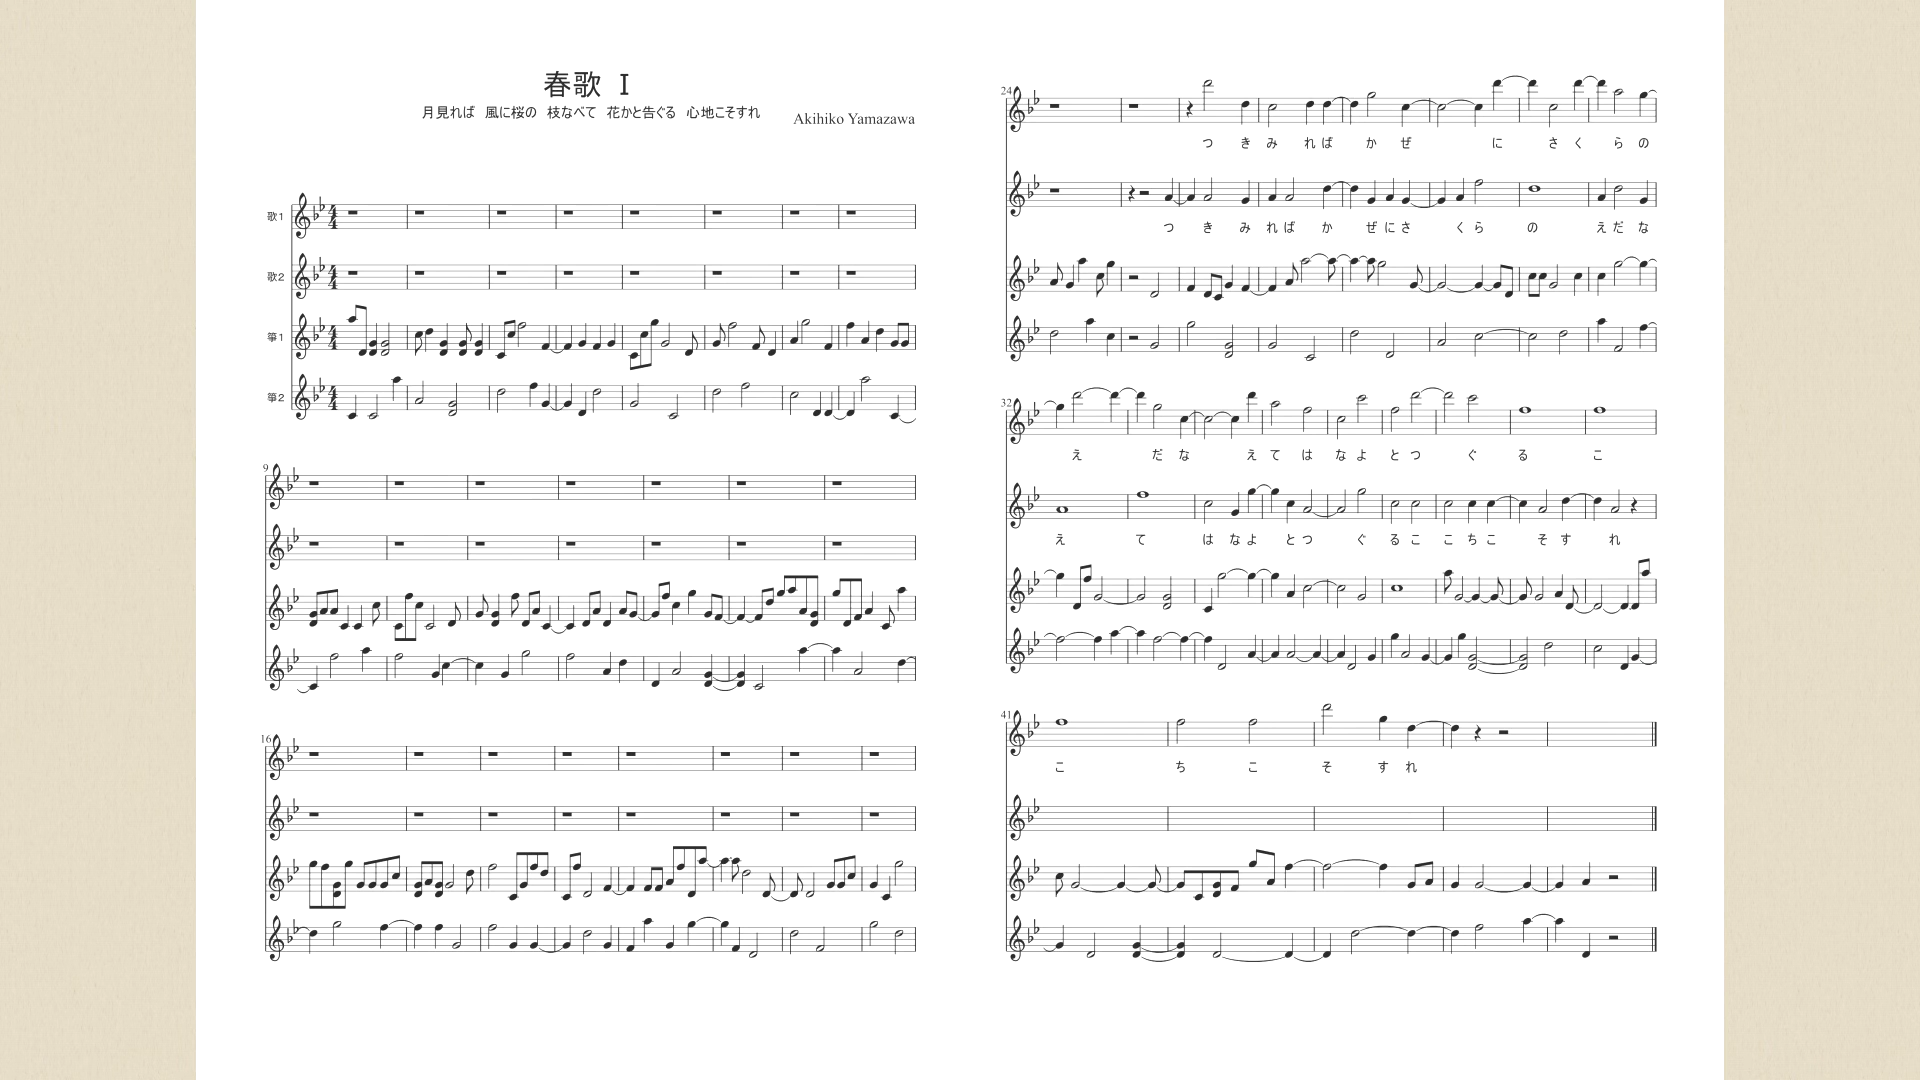 春歌 I
月見れば 風に桜の 枝なべて 花かと告ぐる 心地こそすれ
Akihiko Yamazawa
歌1
歌2
箏1
箏2
9
16
24
つ き み れ ば か ぜ に さ く ら の
つ き み れ ば か ぜ に さ く ら の え だ な
32
え だ な え て は な よ と つ ぐ る こ
え て は な よ と つ ぐ る こ こ ち こ そ す れ
41
こ ち こ そ す れ